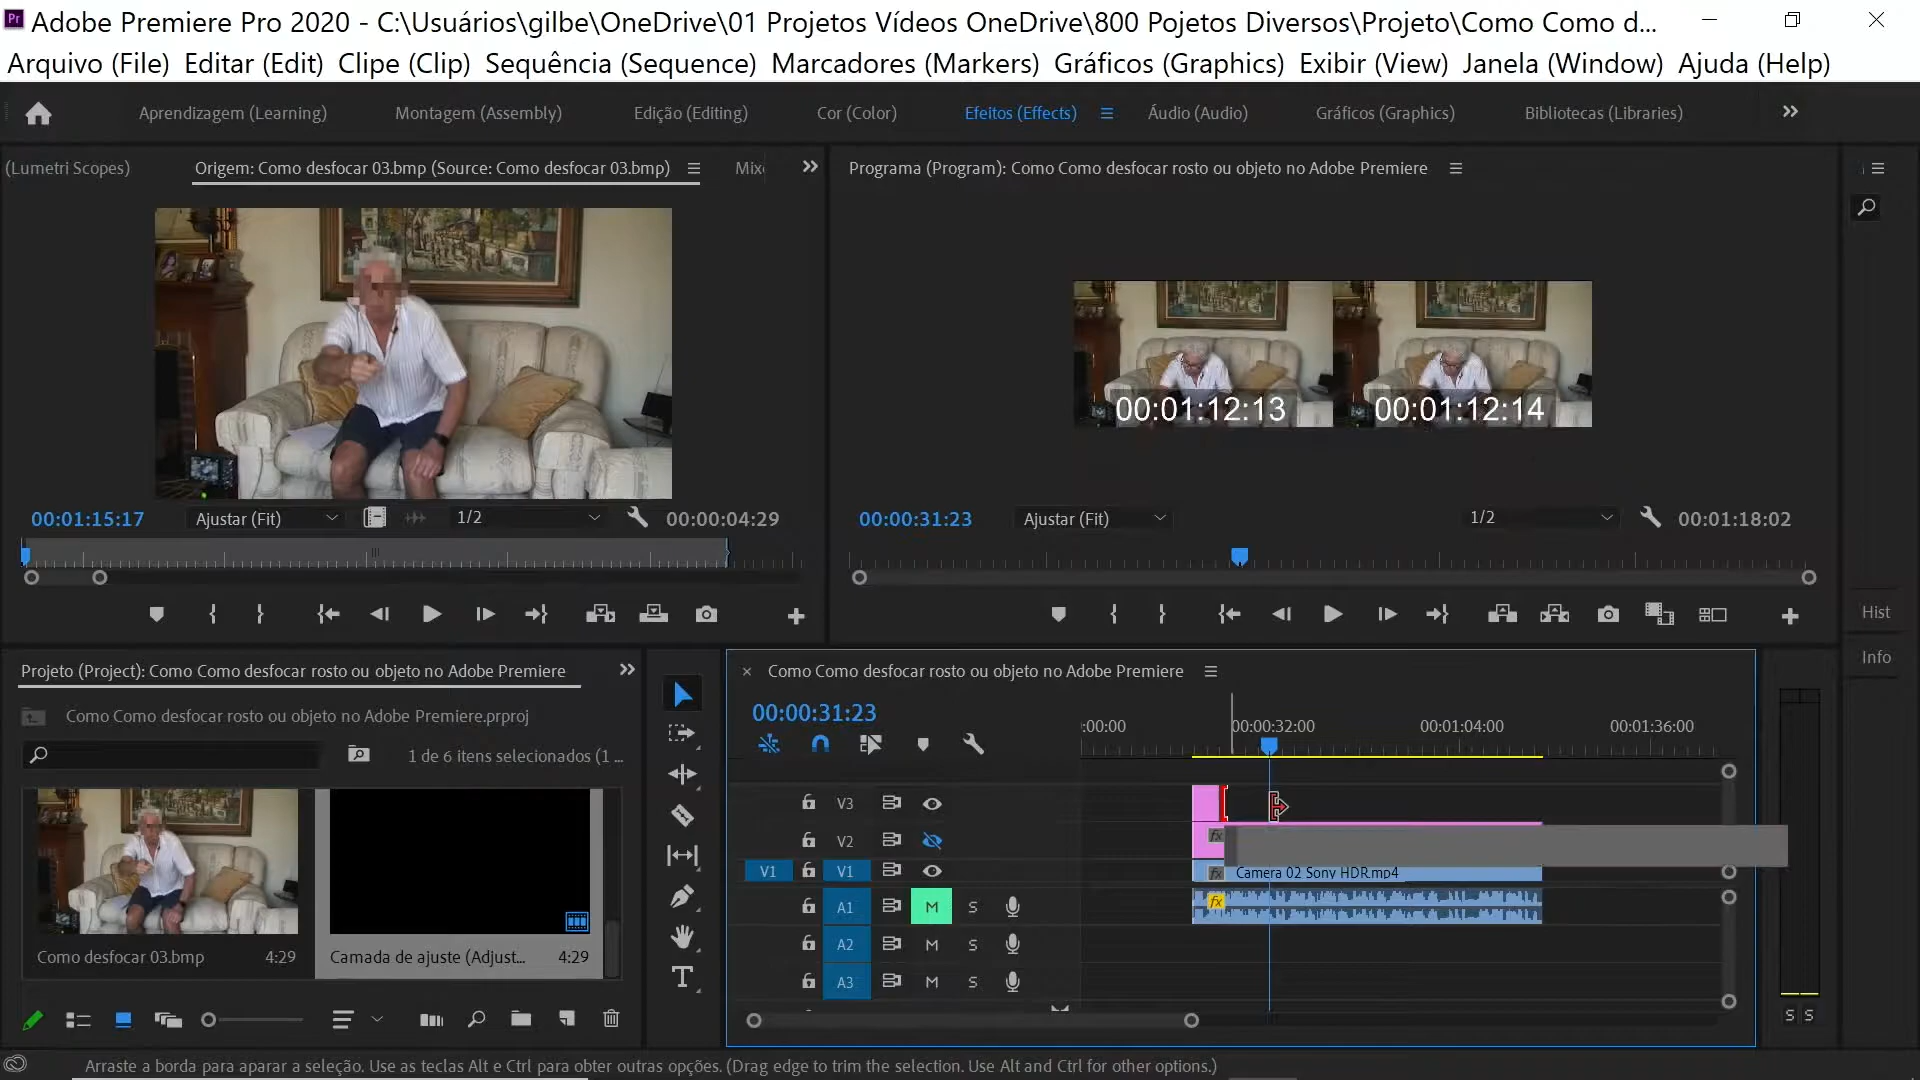 Adobe Premiere Pro 2020 - C:\Usuários\gilbe\OneDrive\01 Projetos Vídeos OneDrive\800 Pojetos Diversos\Projeto\Como Como d...
Arquivo (File) Editar (Edit) Clipe (Clip) Sequência (Sequence) Marcadores (Markers) Gráficos (Graphics) Exibir (View) Janela (Window) Ajuda (Help)
Aprendizagem (Learning) Montagem (Assembly) Edição (Editing) Cor (Color) Efeitos (Effects) Áudio (Audio) Gráficos (Graphics) Bibliotecas (Libraries)
(Lumetri Scopes) Origem: Como desfocar 03.bmp (Source: Como desfocar 03.bmp) Mix
Programa (Program): Como Como desfocar rosto ou objeto no Adobe Premiere
00:01:12:13 00:01:12:14
00:01:15:17 Ajustar (Fit) 1/2 00:00:04:29
00:00:31:23 Ajustar (Fit) 1/2 00:01:18:02
Hist
Info
Projeto (Project): Como Como desfocar rosto ou objeto no Adobe Premiere
Como Como desfocar rosto ou objeto no Adobe Premiere.prproj
1 de 6 itens selecionados (1 ...
Como desfocar 03.bmp 4:29
Camada de ajuste (Adjust... 4:29
Como Como desfocar rosto ou objeto no Adobe Premiere
00:00:31:23
:00:00 00:00:32:00 00:01:04:00 00:01:36:00
V3
V2 fx
V1 V1 fx Camera 02 Sony HDR.mp4
A1 M S fx
A2 M S
A3 M S
S S
Arraste a borda para aparar a seleção. Use as teclas Alt e Ctrl para obter outras opções. (Drag edge to trim the selection. Use Alt and Ctrl for other options.)